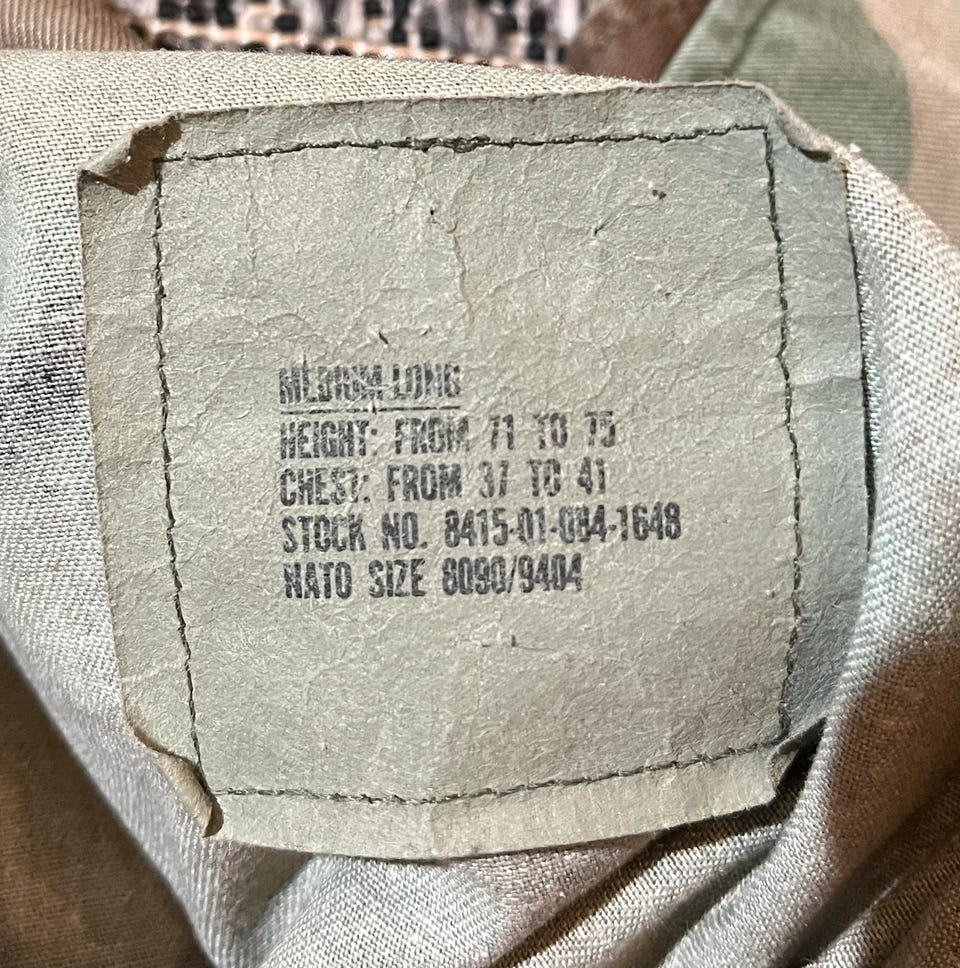 MEDIUM-LONG
HEIGHT: FROM 71 TO 75
CHEST: FROM 37 TO 41
STOCK NO. 8415-01-084-1648
NATO SIZE 8090/9404